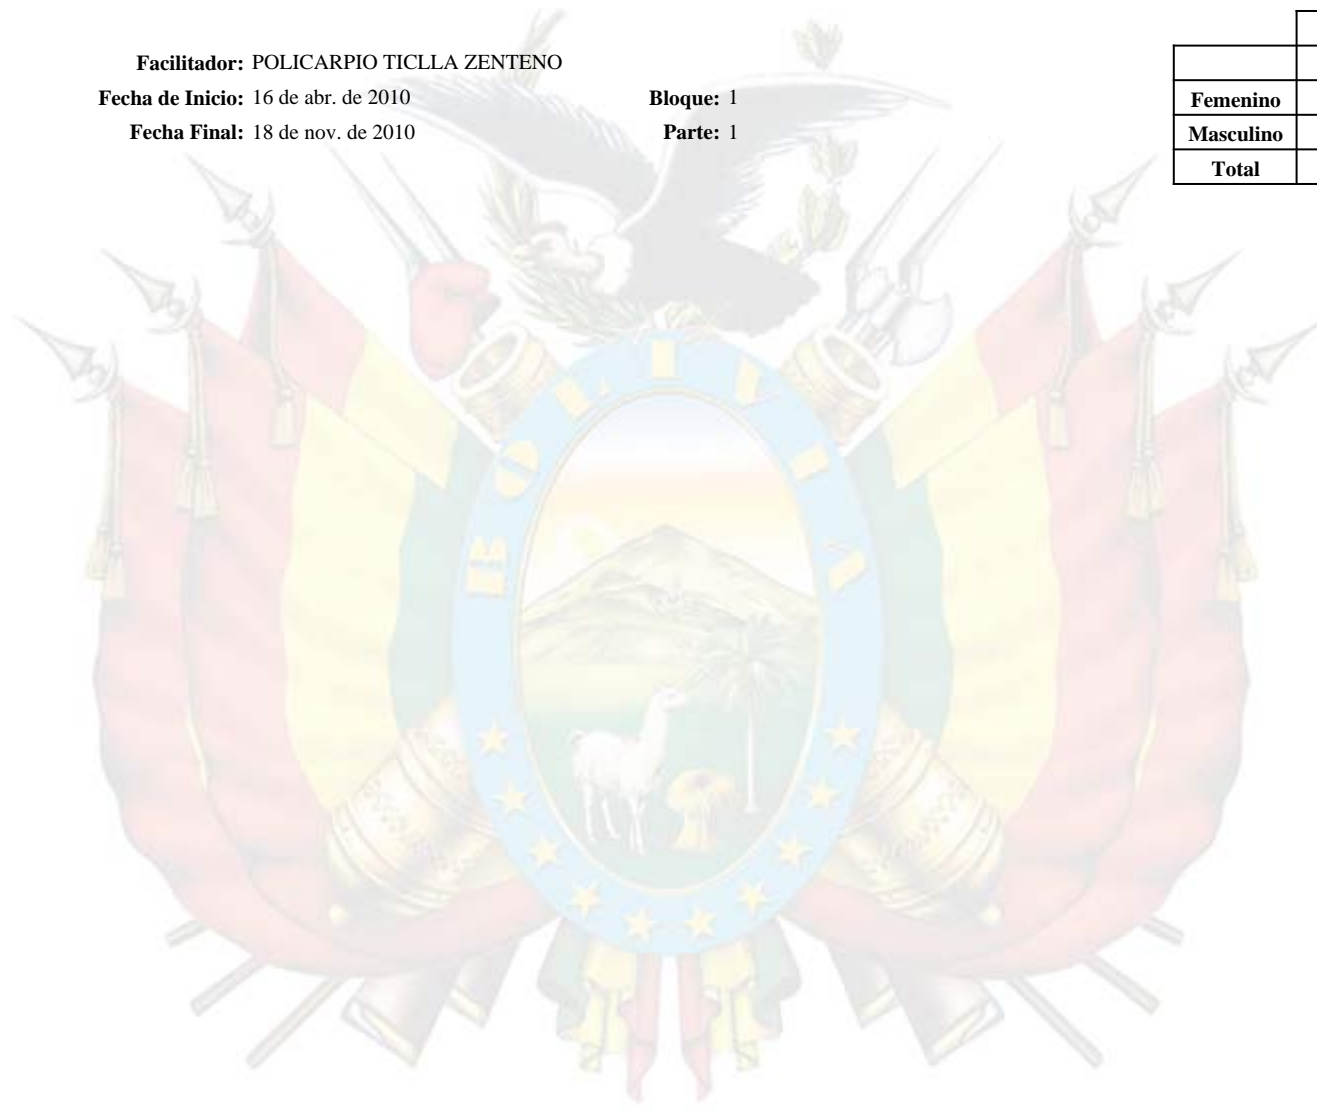 Facilitador: POLICARPIO TICLLA ZENTENO
Fecha de Inicio: 16 de abr. de 2010 Bloque: 1
Fecha Final: 18 de nov. de 2010 Parte: 1
Femenino
Masculino
Total
BOLIVIA